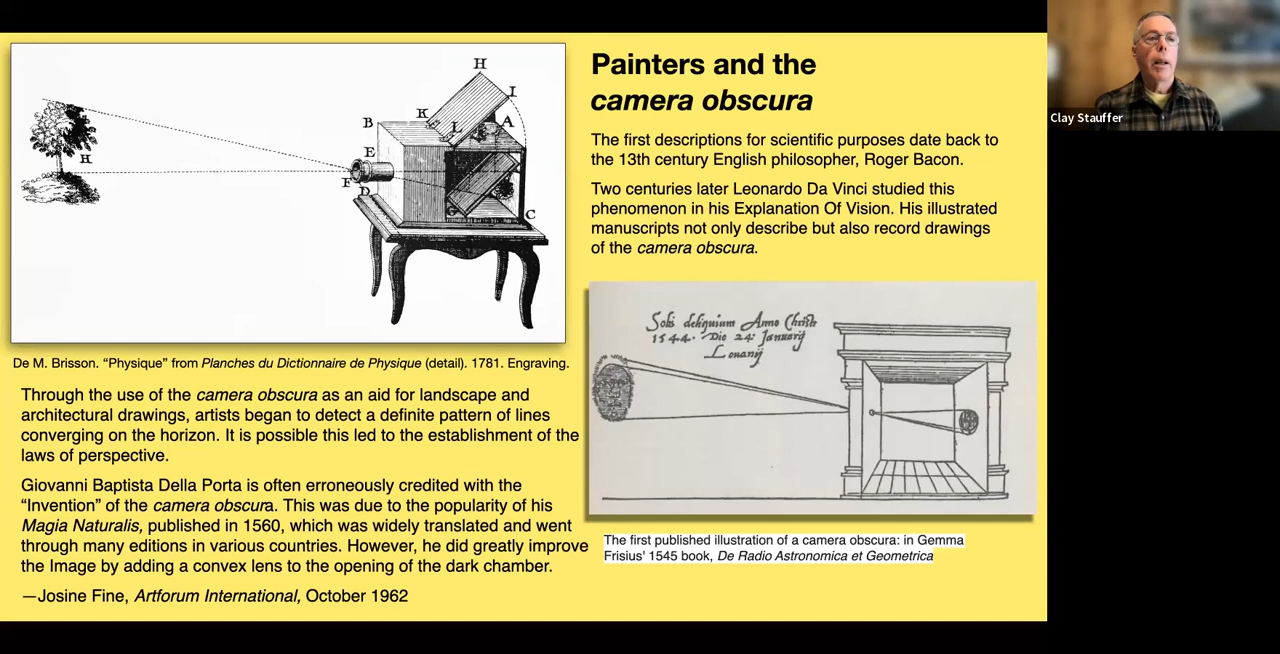 H
I
K
L
A
B
E
H
F
D
G
C
De M. Brisson. “Physique” from Planches du Dictionnaire de Physique (detail). 1781. Engraving.
Through the use of the camera obscura as an aid for landscape and
architectural drawings, artists began to detect a definite pattern of lines
converging on the horizon. It is possible this led to the establishment of the
laws of perspective.
Giovanni Baptista Della Porta is often erroneously credited with the
“Invention” of the camera obscura. This was due to the popularity of his
Magia Naturalis, published in 1560, which was widely translated and went
through many editions in various countries. However, he did greatly improve
the Image by adding a convex lens to the opening of the dark chamber.
—Josine Fine, Artforum International, October 1962
Painters and the
camera obscura
The first descriptions for scientific purposes date back to
the 13th century English philosopher, Roger Bacon.
Two centuries later Leonardo Da Vinci studied this
phenomenon in his Explanation Of Vision. His illustrated
manuscripts not only describe but also record drawings
of the camera obscura.
Solis deliquium Anno Christi
1544. Die 24: Januarij
Louanij
The first published illustration of a camera obscura: in Gemma
Frisius' 1545 book, De Radio Astronomica et Geometrica
Clay Stauffer